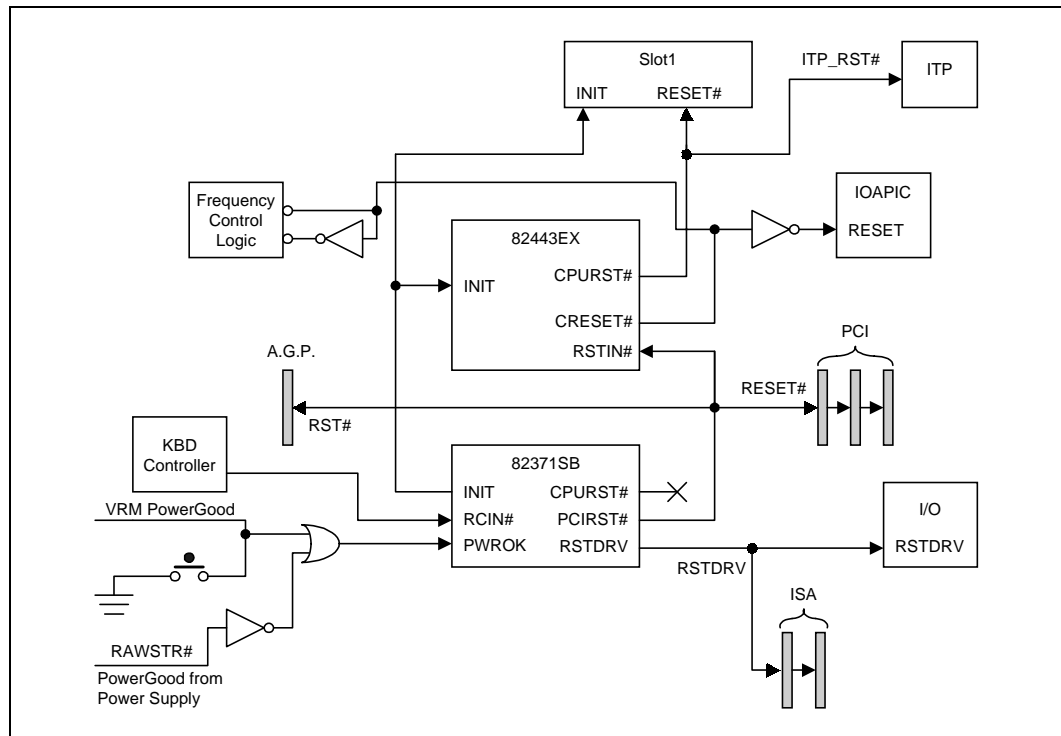 Slot1
INIT
RESET#
ITP_RST#
ITP
Frequency
Control
Logic
IOAPIC
RESET
82443EX
INIT
CPURST#
CRESET#
RSTIN#
A.G.P.
RST#
RESET#
PCI
KBD
Controller
82371SB
INIT
CPURST#
RCIN#
PCIRST#
PWROK
RSTDRV
VRM PowerGood
I/O
RSTDRV
RSTDRV
ISA
RAWSTR#
PowerGood from
Power Supply